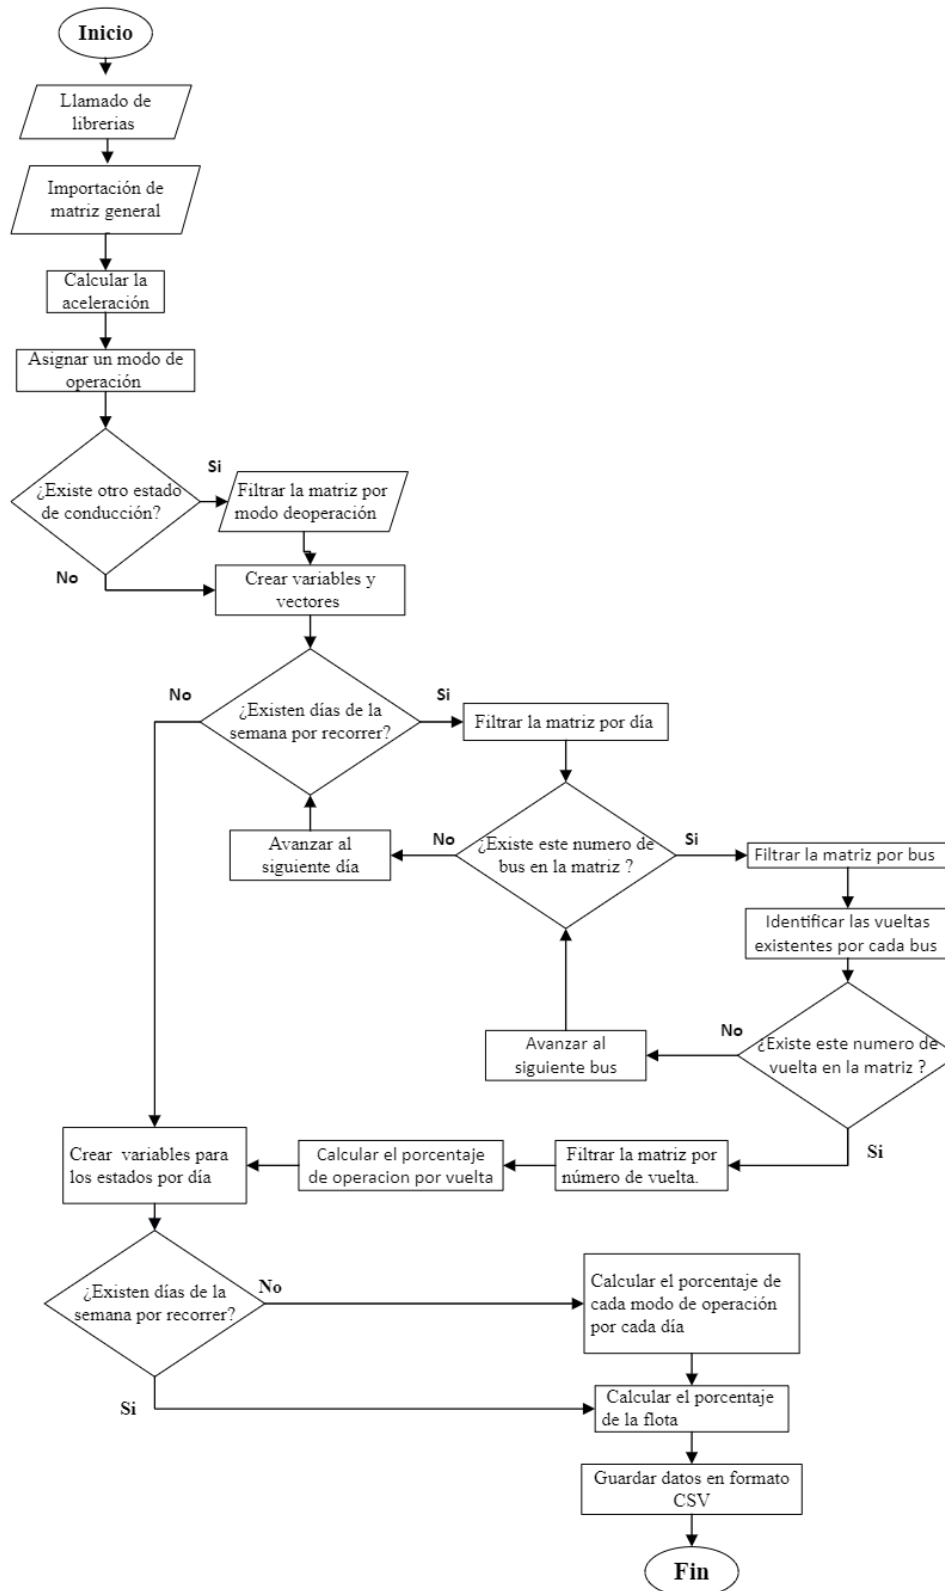 Inicio
Llamado de
librerias
Importación de
matriz general
Calcular la
aceleración
Asignar un modo de
operación
¿Existe otro estado
de conducción?
Si
Filtrar la matriz por
modo deoperación
No
Crear variables y
vectores
¿Existen días de la
semana por recorrer?
No
Si
Filtrar la matriz por día
¿Existe este numero de
bus en la matriz ?
No
Si
Avanzar al
siguiente día
Filtrar la matriz por bus
Identificar las vueltas
existentes por cada bus
¿Existe este numero de
vuelta en la matriz ?
No
Avanzar al
siguiente bus
Si
Filtrar la matriz por
número de vuelta.
Calcular el porcentaje
de operacion por vuelta
Crear  variables para
los estados por día
¿Existen días de la
semana por recorrer?
No
Calcular el porcentaje de
cada modo de operación
por cada día
Si
Calcular el porcentaje
de la flota
Guardar datos en formato
CSV
Fin